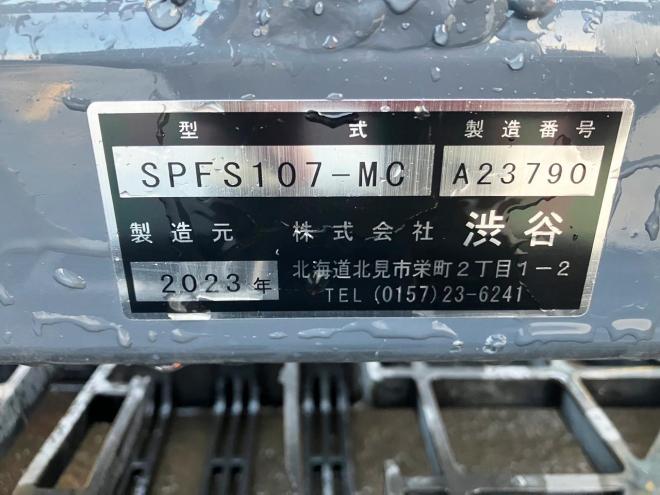 型式 製造番号
SPFS107-MC A23790
製造元 株式会社 渋谷
2023年 北海道北見市栄町2丁目1-2
TEL (0157)23-6241